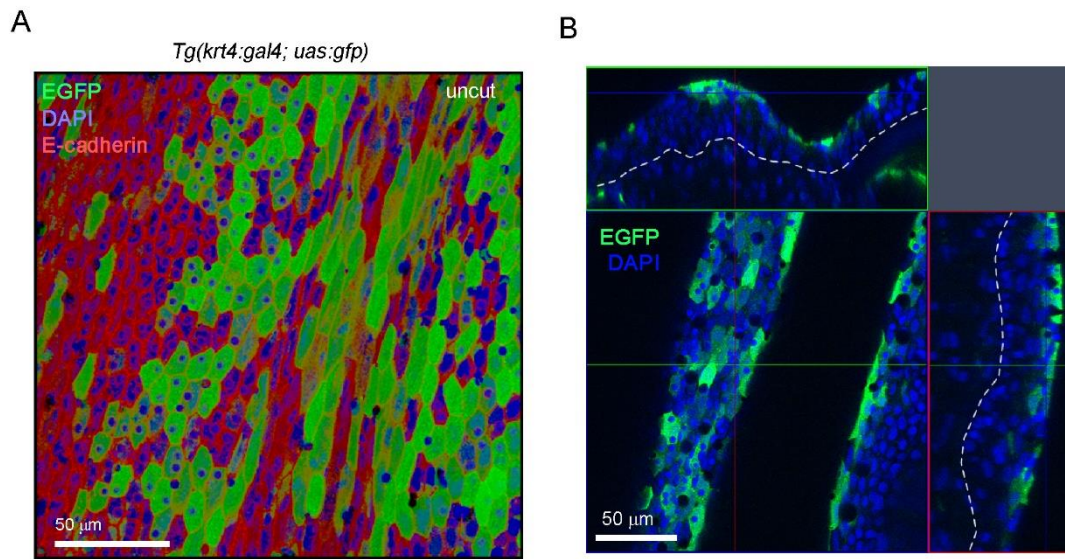 A
Tg(krt4:gal4; uas:gfp)
EGFP
DAPI
E-cadherin
uncut
50 μm
B
EGFP
DAPI
50 μm